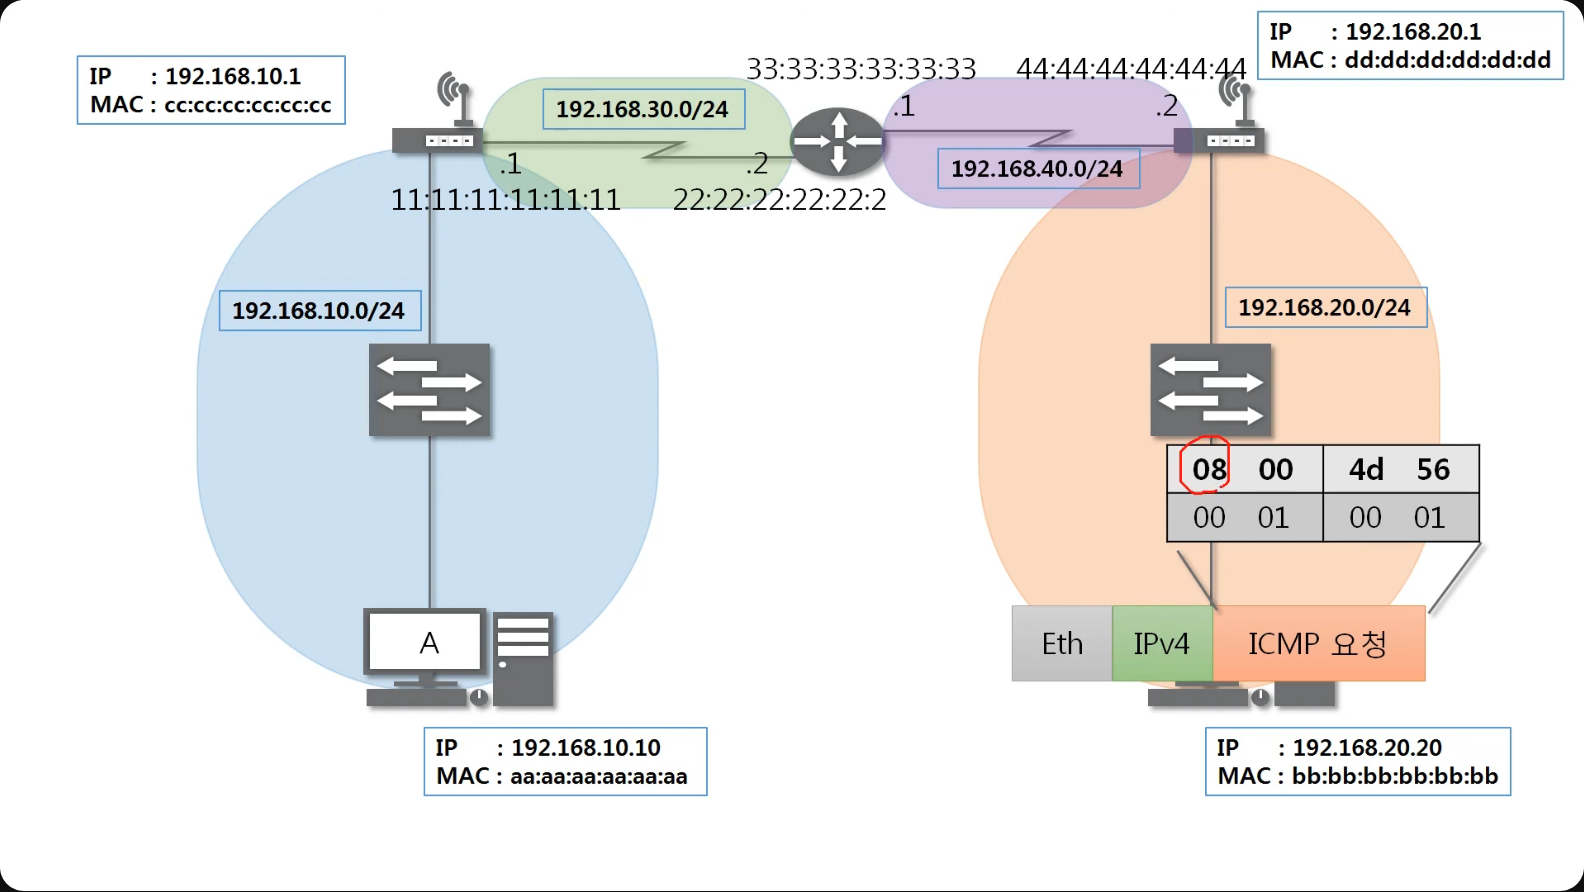 IP : 192.168.10.1
MAC : cc:cc:cc:cc:cc:cc
IP : 192.168.20.1
MAC : dd:dd:dd:dd:dd:dd
33:33:33:33:33:33
44:44:44:44:44:44
192.168.30.0/24
.1
.2
.1
.2
192.168.40.0/24
11:11:11:11:11:11
22:22:22:22:22:2
192.168.10.0/24
192.168.20.0/24
08 00 4d 56
00 01 00 01
A
Eth IPv4 ICMP 요청
IP : 192.168.10.10
MAC : aa:aa:aa:aa:aa:aa
IP : 192.168.20.20
MAC : bb:bb:bb:bb:bb:bb